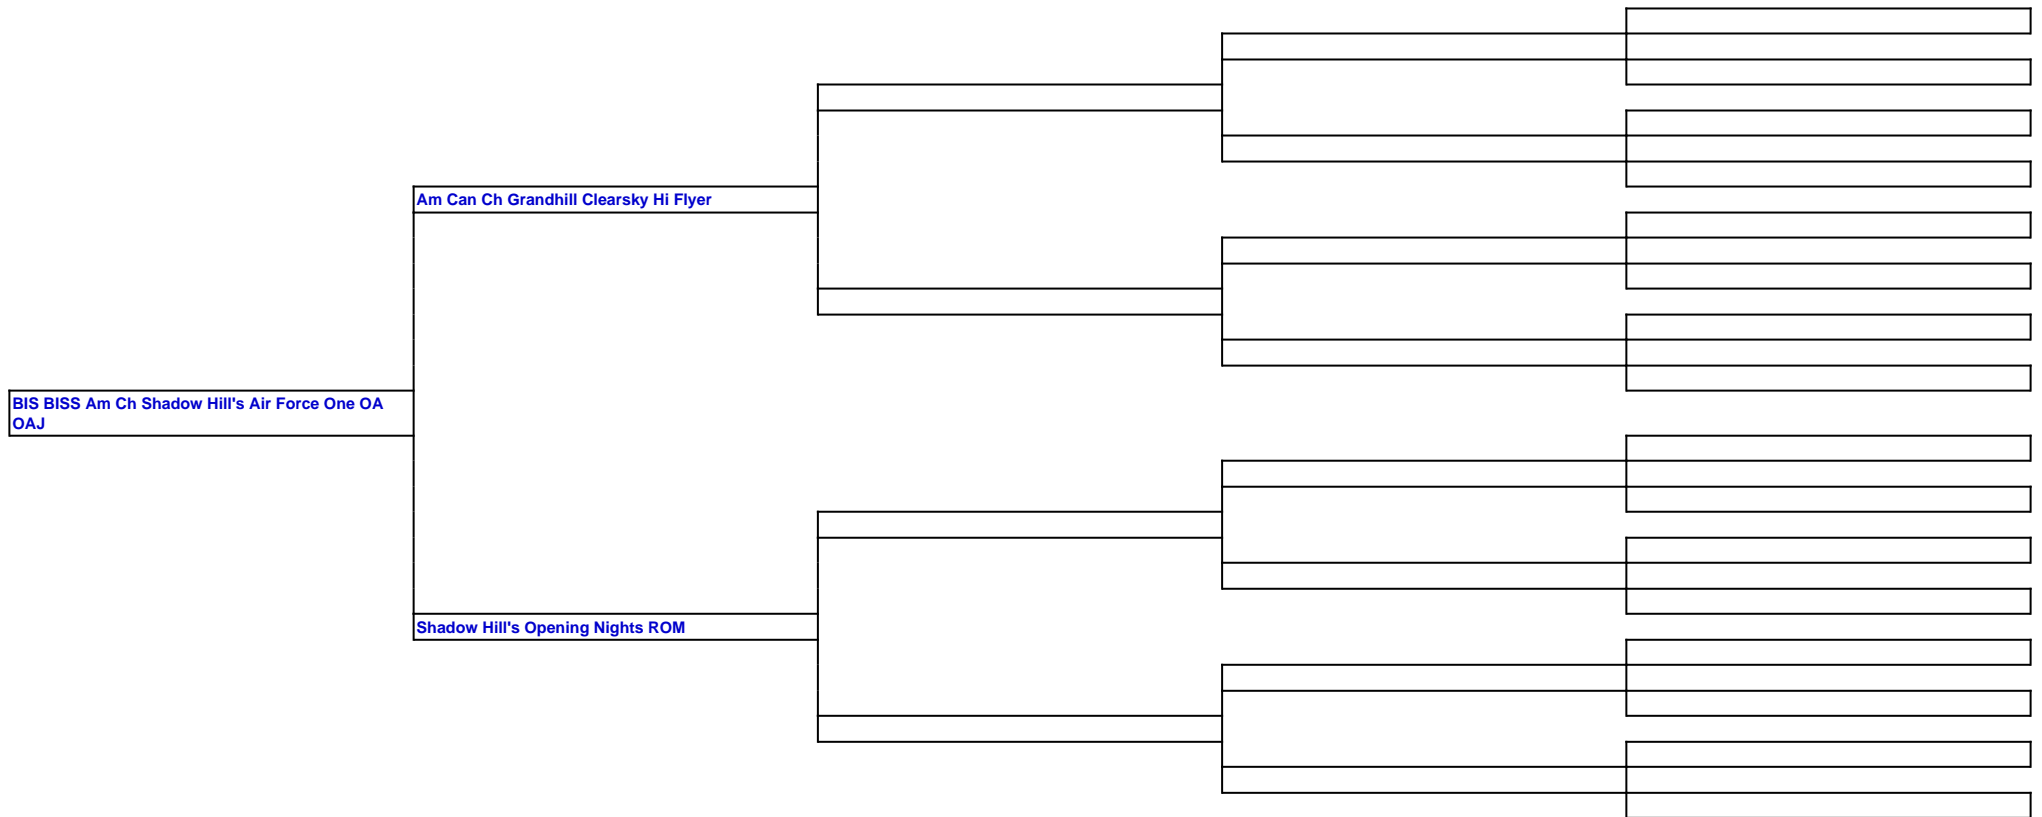 Am Can Ch Grandhill Clearsky Hi Flyer
BIS BISS Am Ch Shadow Hill's Air Force One OA
OAJ
Shadow Hill's Opening Nights ROM